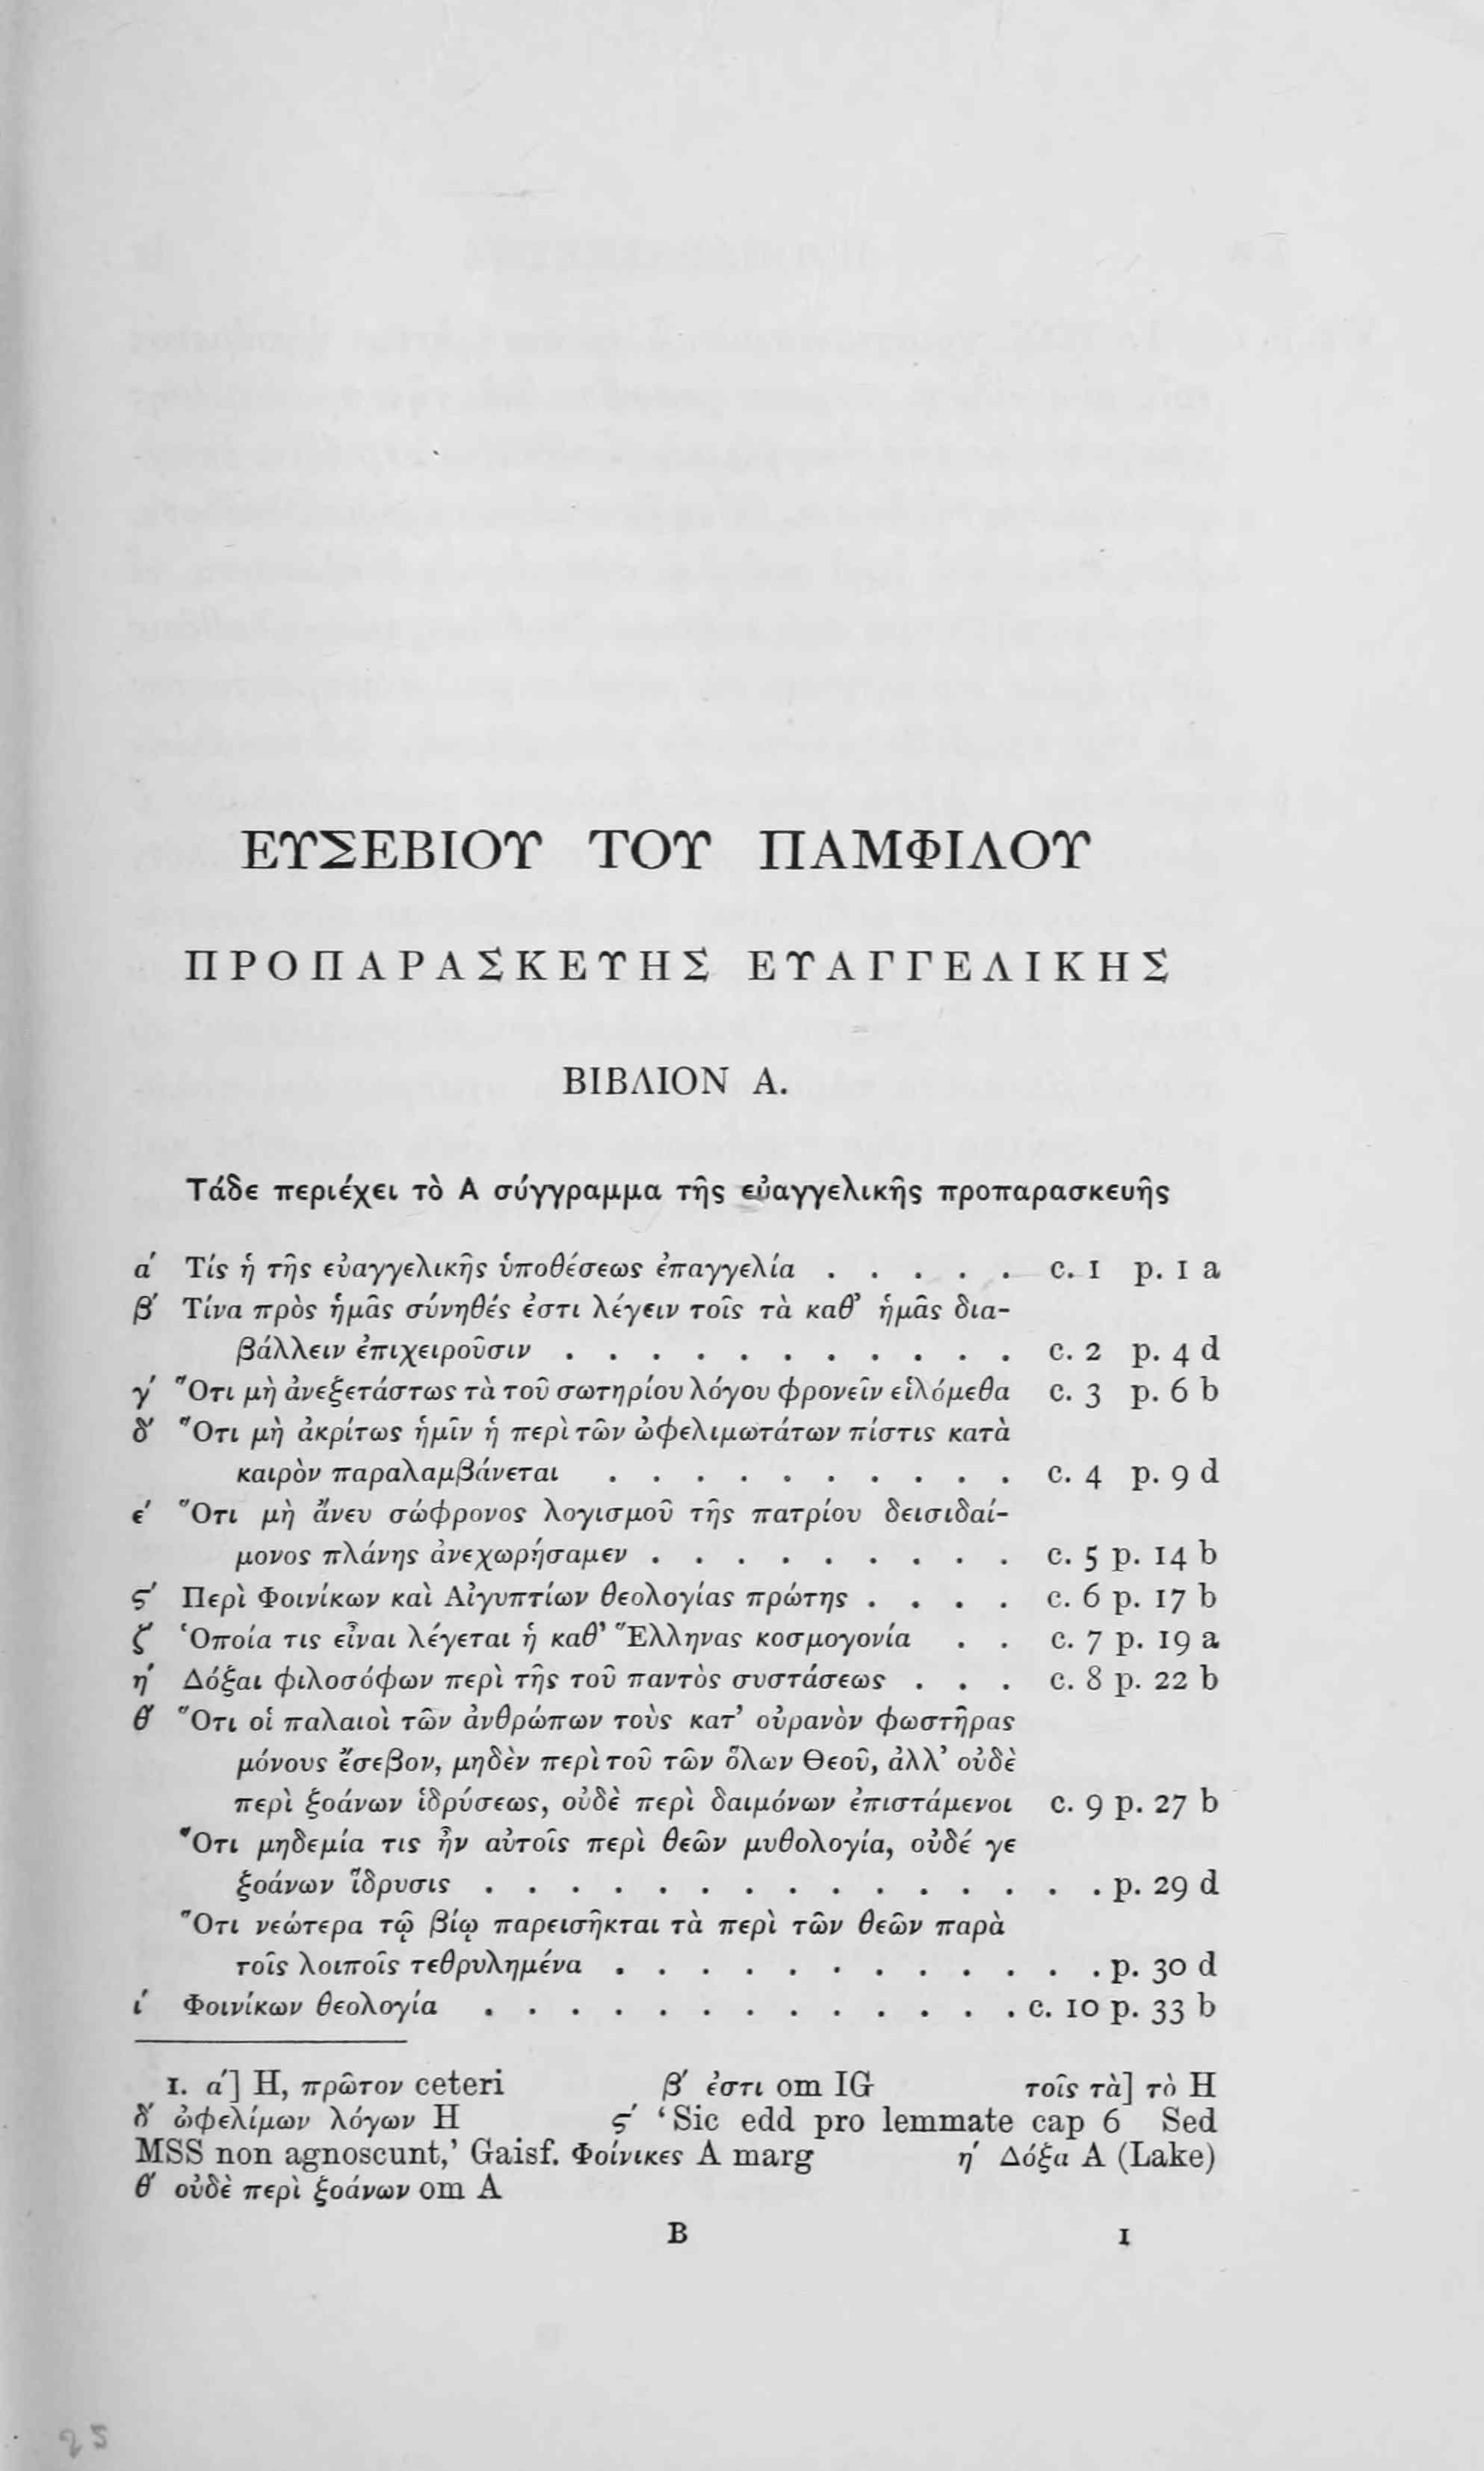 ΕΥΣΕΒΙΟΥ ΤΟΥ ΠΑΜΦΙΛΟΥ
ΠΡΟΠΑΡΑΣΚΕΥΗΣ ΕΥΑΓΓΕΛΙΚΗΣ
ΒΙΒΛΙΟΝ Α.
Τάδε περιέχει τὸ Α σύγγραμμα τῆς εὐαγγελικῆς προπαρασκευῆς
α′ Τίς ἡ τῆς εὐαγγελικῆς ὑποθέσεως ἐπαγγελία . . . . . c. 1 p. 1 a
β′ Τίνα πρὸς ἡμᾶς σύνηθές ἐστι λέγειν τοῖς τὰ καθ’ ἡμᾶς δια-
βάλλειν ἐπιχειροῦσιν . . . . . . . . . . . c. 2 p. 4 d
γ′ Ὅτι μὴ ἀνεξετάστως τὰ τοῦ σωτηρίου λόγου φρονεῖν εἱλόμεθα c. 3 p. 6 b
δ′ Ὅτι μὴ ἀκρίτως ἡμῖν ἡ περὶ τῶν ὠφελιμωτάτων πίστις κατὰ
καιρὸν παραλαμβάνεται . . . . . . . . . . c. 4 p. 9 d
ε′ Ὅτι μὴ ἄνευ σώφρονος λογισμοῦ τῆς πατρίου δεισιδαί-
μονος πλάνης ἀνεχωρήσαμεν . . . . . . . . . c. 5 p. 14 b
ς′ Περὶ Φοινίκων καὶ Αἰγυπτίων θεολογίας πρώτης . . . . c. 6 p. 17 b
ζ′ Ὁποία τις εἶναι λέγεται ἡ καθ’ Ἕλληνας κοσμογονία . . c. 7 p. 19 a
η′ Δόξαι φιλοσόφων περὶ τῆς τοῦ παντὸς συστάσεως . . . c. 8 p. 22 b
θ′ Ὅτι οἱ παλαιοὶ τῶν ἀνθρώπων τοὺς κατ’ οὐρανὸν φωστῆρας
μόνους ἔσεβον, μηδὲν περὶ τοῦ τῶν ὅλων Θεοῦ, ἀλλ’ οὐδὲ
περὶ ξοάνων ἱδρύσεως, οὐδὲ περὶ δαιμόνων ἐπιστάμενοι c. 9 p. 27 b
Ὅτι μηδεμία τις ἦν αὐτοῖς περὶ θεῶν μυθολογία, οὐδέ γε
ξοάνων ἵδρυσις . . . . . . . . . . . . . . . p. 29 d
Ὅτι νεώτερα τῷ βίῳ παρεισῆκται τὰ περὶ τῶν θεῶν παρὰ
τοῖς λοιποῖς τεθρυλημένα . . . . . . . . . . . . p. 30 d
ι′ Φοινίκων θεολογία . . . . . . . . . . . . . c. 10 p. 33 b
1. α′] H, πρῶτον ceteri β′ ἐστι om IG τοῖς τὰ] τὸ H
δ′ ὠφελίμων λόγων H ς′ ‘Sic edd pro lemmate cap 6 Sed
MSS non agnoscunt,’ Gaisf. Φοίνικες A marg η′ Δόξα A (Lake)
θ′ οὐδὲ περὶ ξοάνων om A
B 1
25